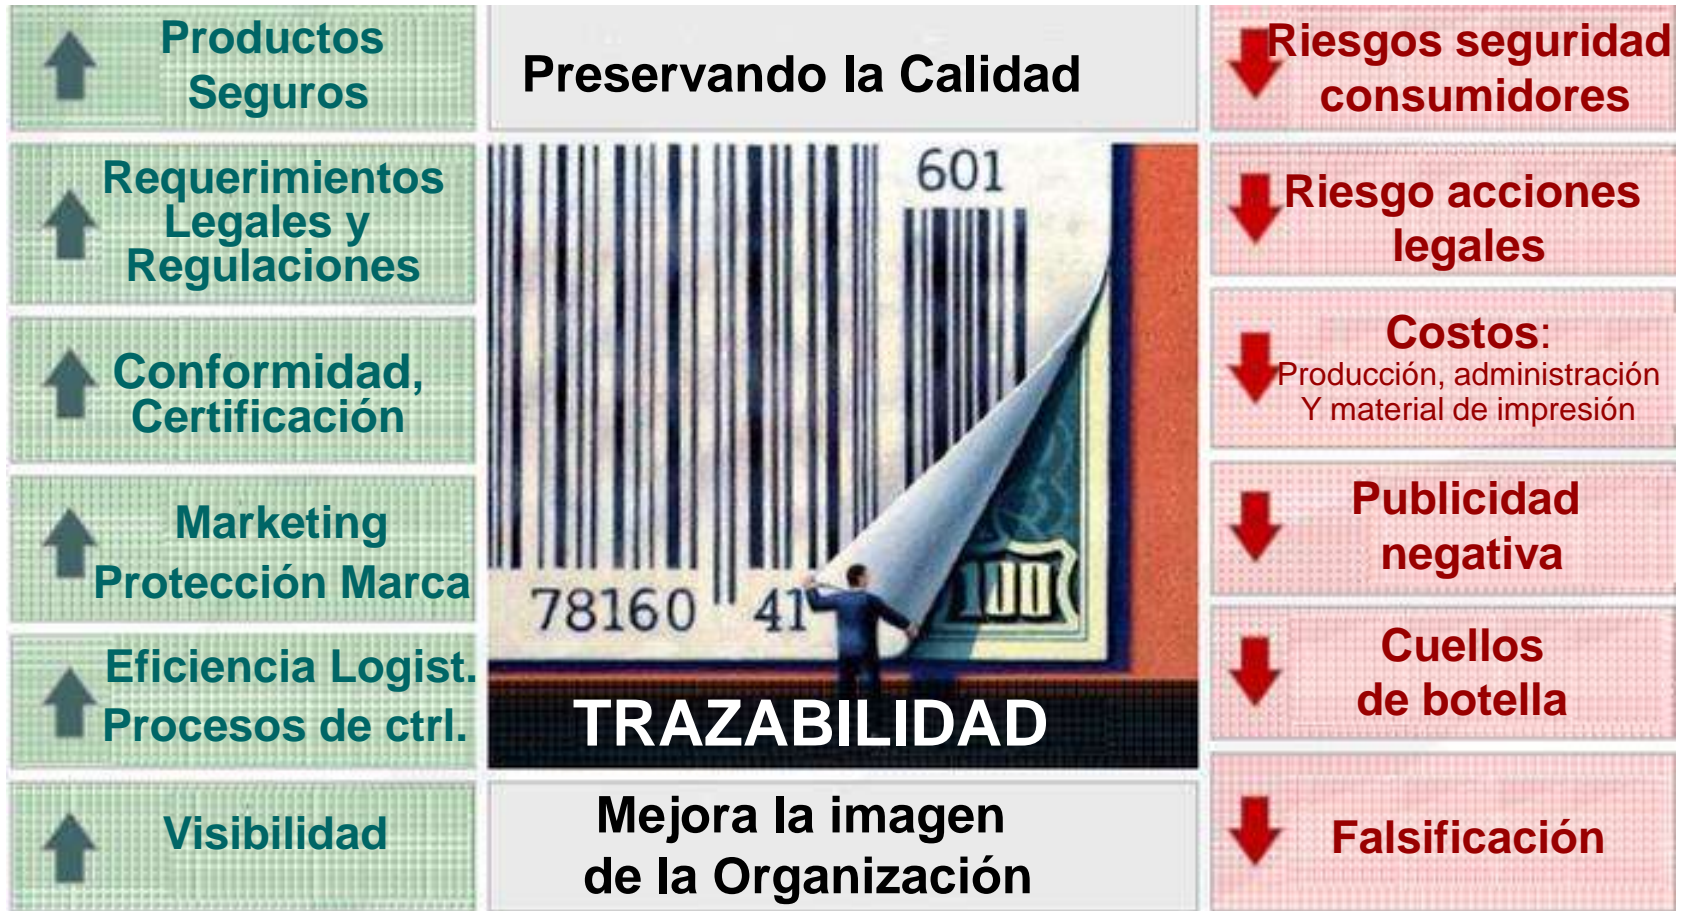 Productos
Seguros
Requerimientos
Legales y
Regulaciones
Conformidad,
Certificación
Marketing
Protección Marca
Eficiencia Logist.
Procesos de ctrl.
Visibilidad
Preservando la Calidad
601
78160 41
100
TRAZABILIDAD
Mejora la imagen
de la Organización
Riesgos seguridad
consumidores
Riesgo acciones
legales
Costos:
Producción, administración
Y material de impresión
Publicidad
negativa
Cuellos
de botella
Falsificación